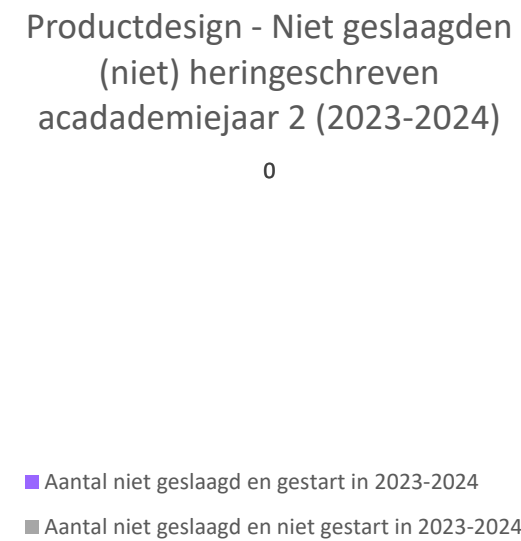 Productdesign - Niet geslaagden
(niet) heringeschreven
acadademiejaar 2 (2023-2024)
0
Aantal niet geslaagd en gestart in 2023-2024
Aantal niet geslaagd en niet gestart in 2023-2024